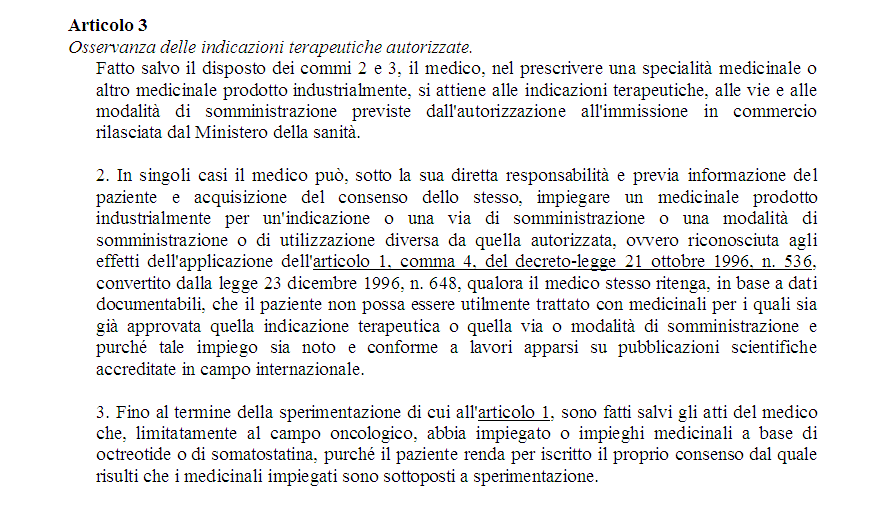 Articolo 3
Osservanza delle indicazioni terapeutiche autorizzate.
Fatto salvo il disposto dei commi 2 e 3, il medico, nel prescrivere una specialità medicinale o
altro medicinale prodotto industrialmente, si attiene alle indicazioni terapeutiche, alle vie e alle
modalità di somministrazione previste dall'autorizzazione all'immissione in commercio
rilasciata dal Ministero della sanità.
2. In singoli casi il medico può, sotto la sua diretta responsabilità e previa informazione del
paziente e acquisizione del consenso dello stesso, impiegare un medicinale prodotto
industrialmente per un'indicazione o una via di somministrazione o una modalità di
somministrazione o di utilizzazione diversa da quella autorizzata, ovvero riconosciuta agli
effetti dell'applicazione dell'articolo 1, comma 4, del decreto-legge 21 ottobre 1996, n. 536,
convertito dalla legge 23 dicembre 1996, n. 648, qualora il medico stesso ritenga, in base a dati
documentabili, che il paziente non possa essere utilmente trattato con medicinali per i quali sia
già approvata quella indicazione terapeutica o quella via o modalità di somministrazione e
purché tale impiego sia noto e conforme a lavori apparsi su pubblicazioni scientifiche
accreditate in campo internazionale.
3. Fino al termine della sperimentazione di cui all'articolo 1, sono fatti salvi gli atti del medico
che, limitatamente al campo oncologico, abbia impiegato o impieghi medicinali a base di
octreotide o di somatostatina, purché il paziente renda per iscritto il proprio consenso dal quale
risulti che i medicinali impiegati sono sottoposti a sperimentazione.